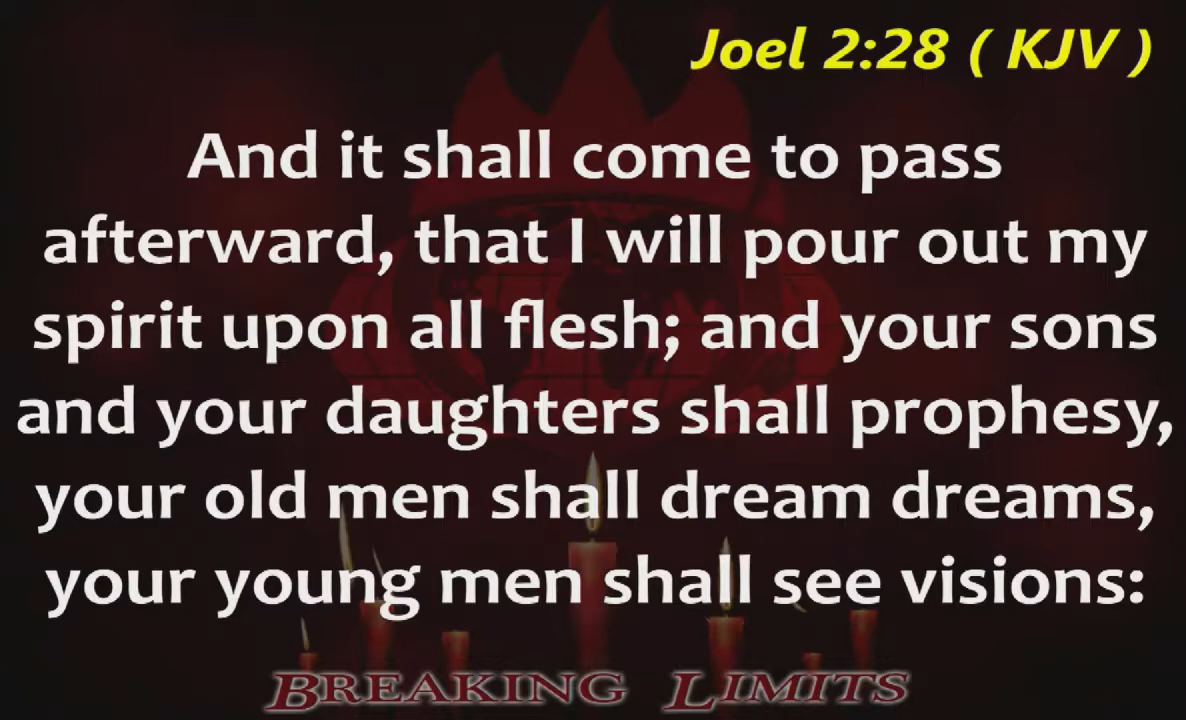 Joel 2:28 ( KJV )
And it shall come to pass
afterward, that I will pour out my
spirit upon all flesh; and your sons
and your daughters shall prophesy,
your old men shall dream dreams,
your young men shall see visions:
BREAKING LIMITS